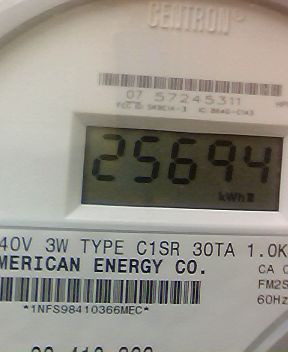 CENTRON®
07 57245311
25694
kWh
40V 3W TYPE C1SR 30TA 1.0K
MERICAN ENERGY CO.
CA 0
FM2S
60Hz
*1NFS98410366MEC*